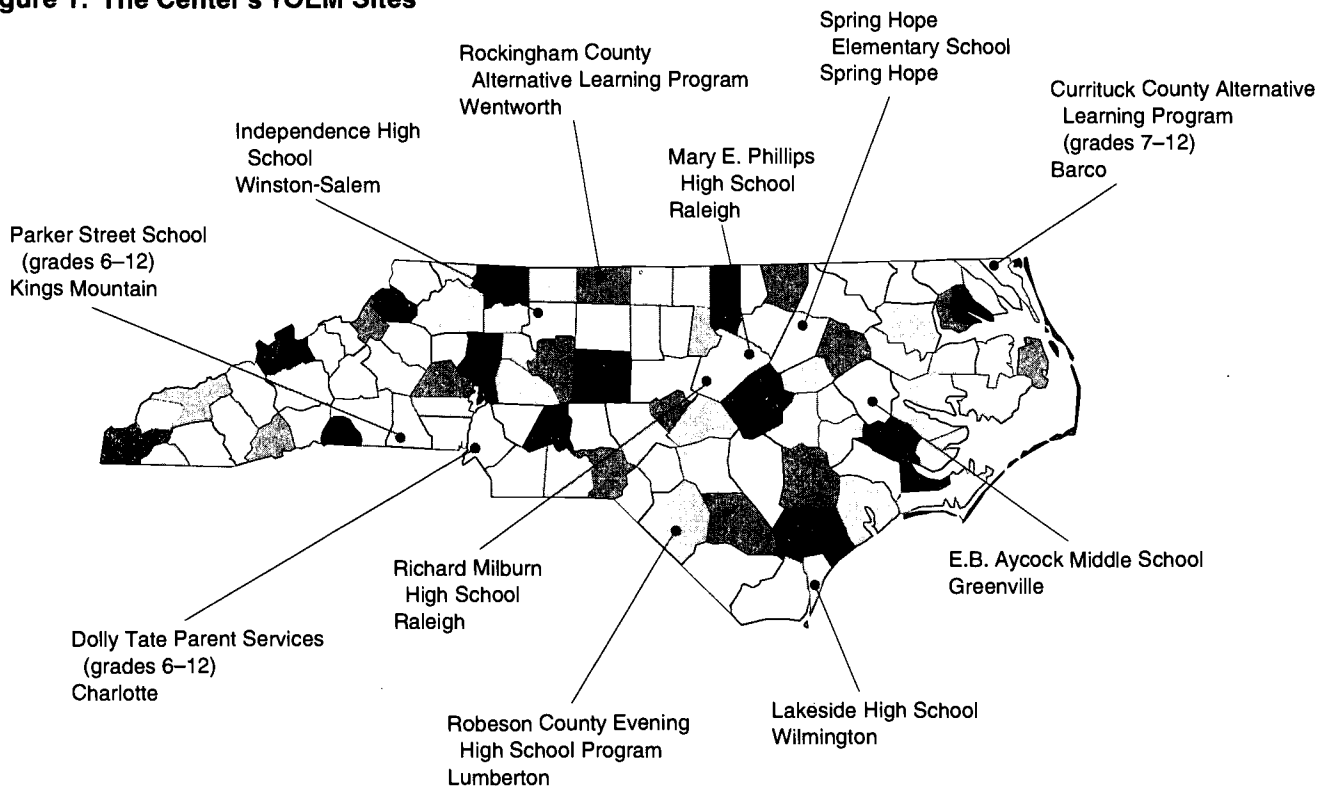 Figure 1. The Center's YOEM Sites
Spring Hope
Elementary School
Spring Hope
Rockingham County
Alternative Learning Program
Wentworth
Currituck County Alternative
Learning Program
(grades 7–12)
Barco
Independence High
School
Winston-Salem
Mary E. Phillips
High School
Raleigh
Parker Street School
(grades 6–12)
Kings Mountain
Richard Milburn
High School
Raleigh
E.B. Aycock Middle School
Greenville
Dolly Tate Parent Services
(grades 6–12)
Charlotte
Robeson County Evening
High School Program
Lumberton
Lakeside High School
Wilmington